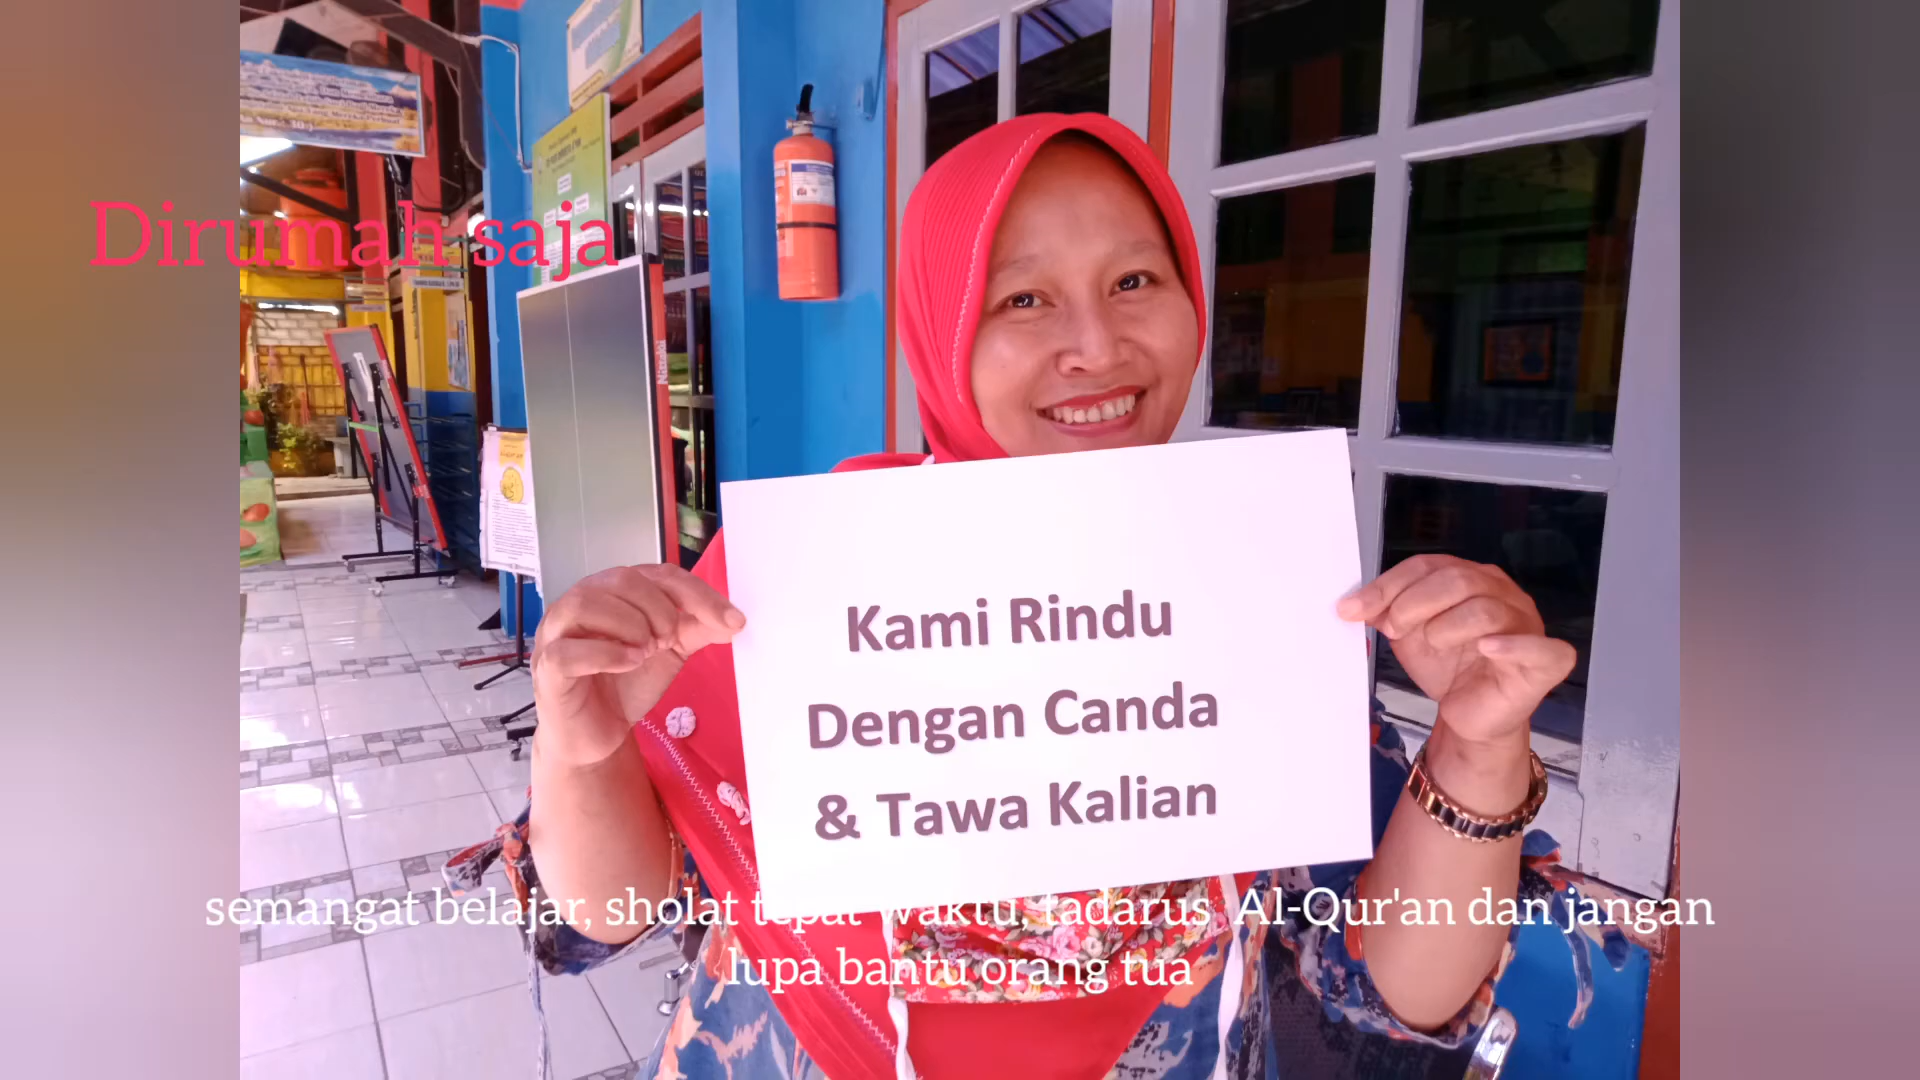 Dirumah saja
Kami Rindu
Dengan Canda
& Tawa Kalian
semangat belajar, sholat tepat waktu, tadarus Al-Qur'an dan jangan
lupa bantu orang tua